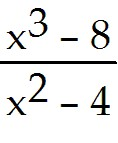 x³ – 8
x² – 4